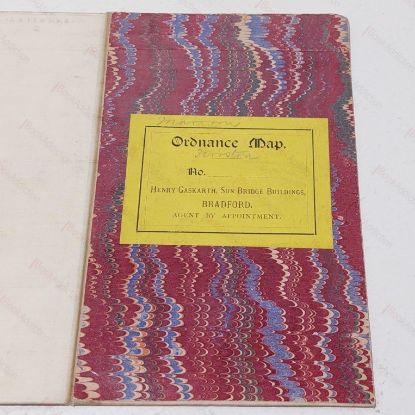 Ordnance Map.
No.
HENRY GASKARTH, SUN BRIDGE BUILDINGS,
BRADFORD.
AGENT BY APPOINTMENT.